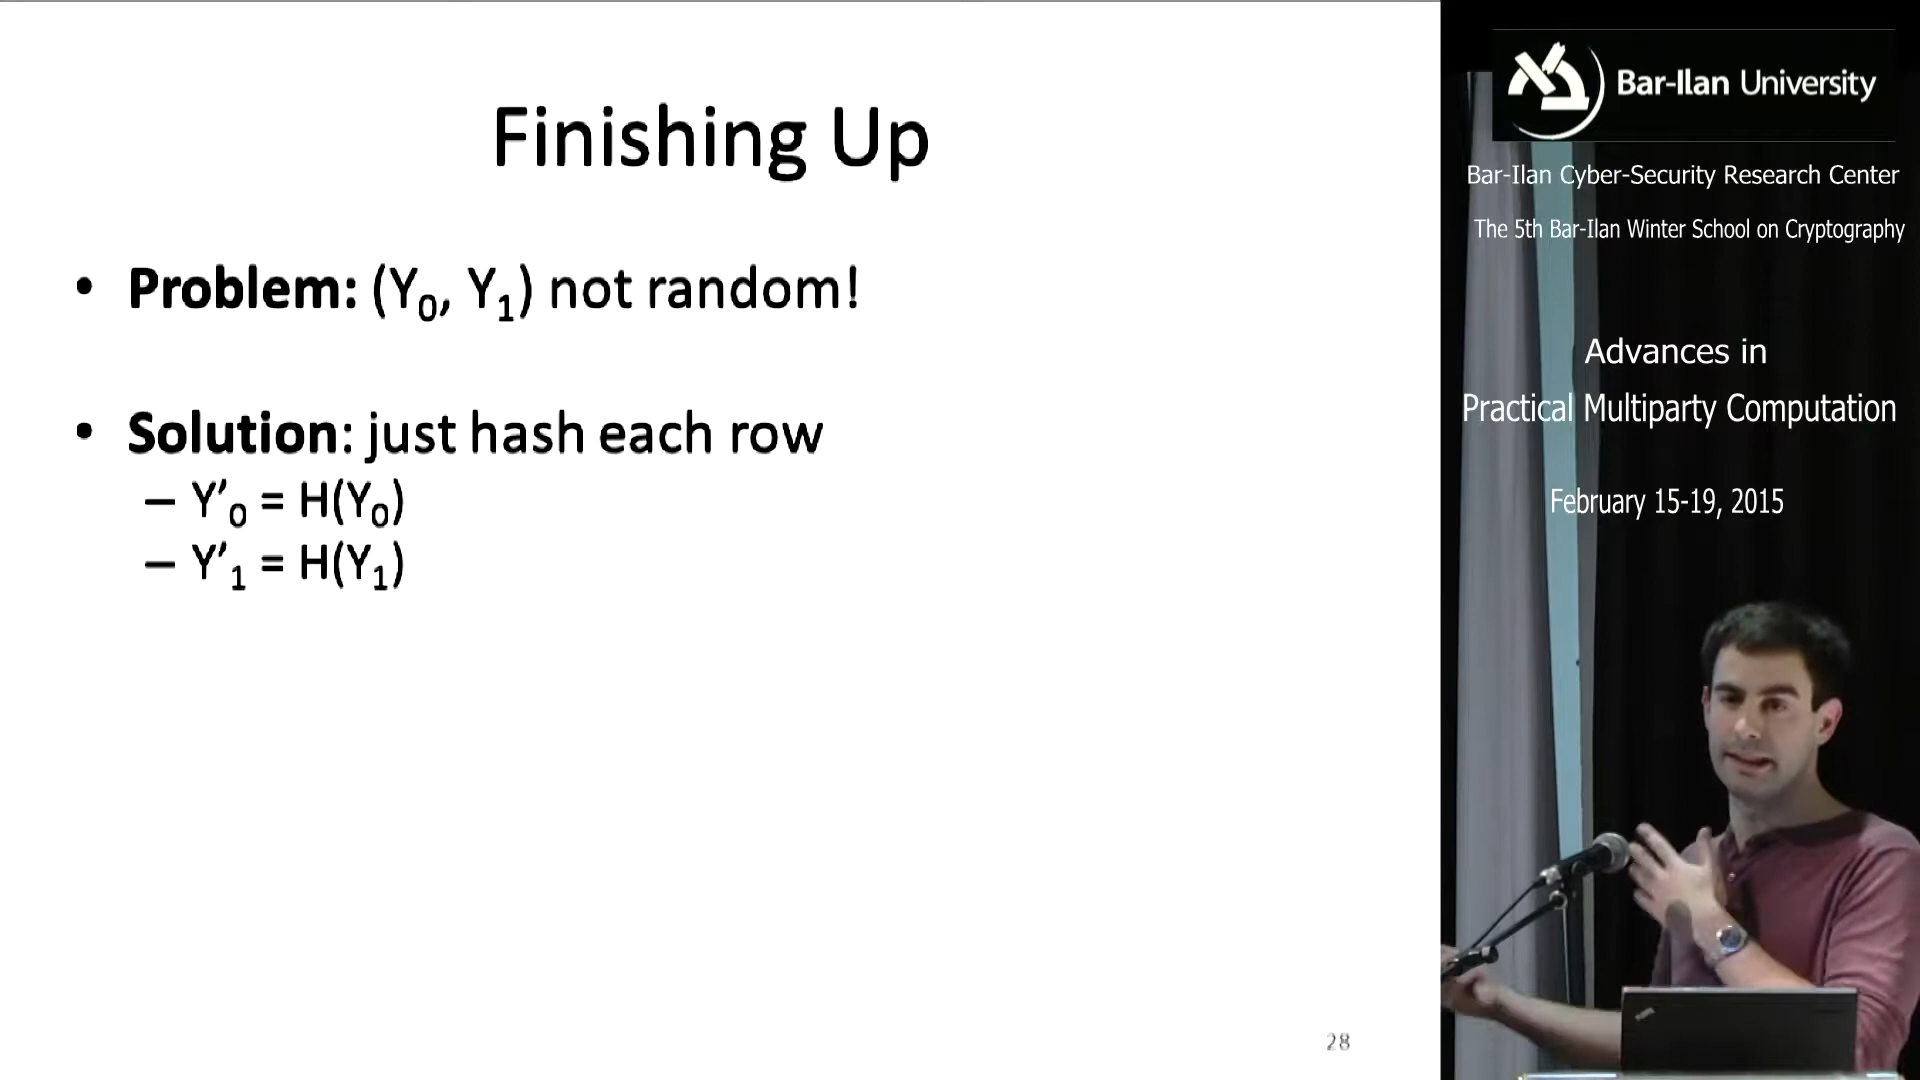 Finishing Up
• Problem: (Y₀, Y₁) not random!
• Solution: just hash each row
– Y’₀ = H(Y₀)
– Y’₁ = H(Y₁)
28
Bar-Ilan University
Bar-Ilan Cyber-Security Research Center
The 5th Bar-Ilan Winter School on Cryptography
Advances in
Practical Multiparty Computation
February 15-19, 2015